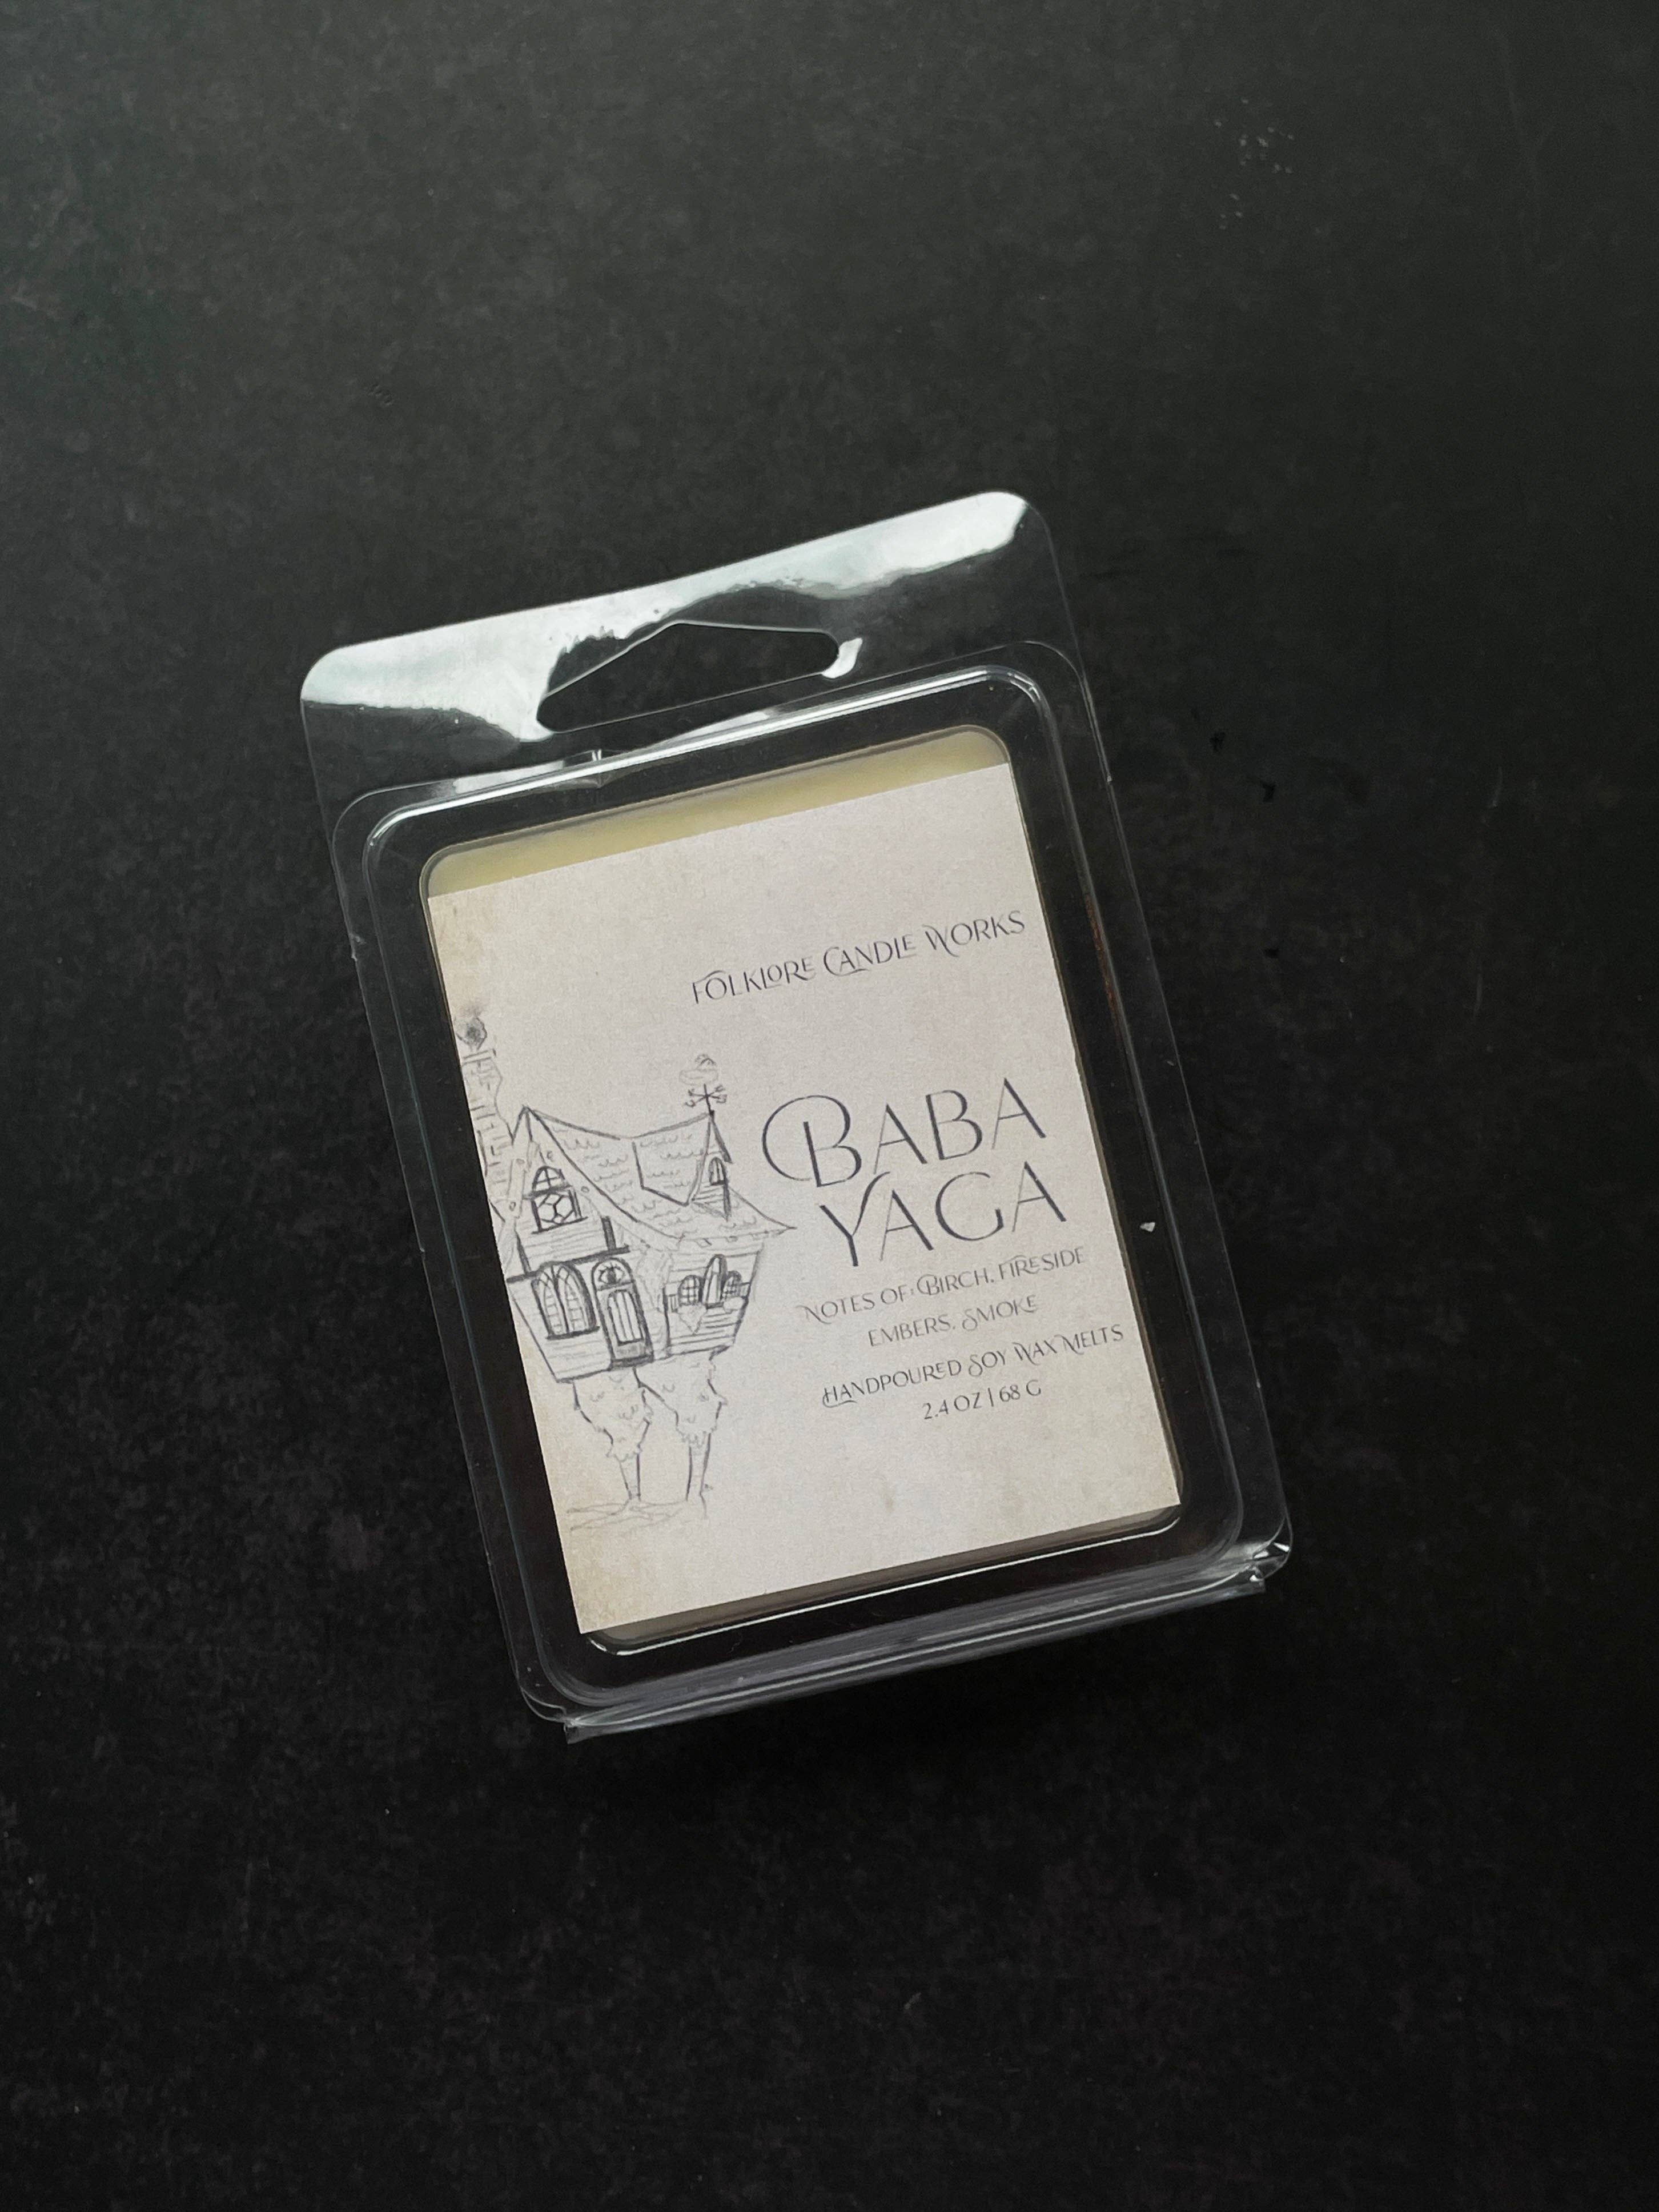 FOLKLORE CANDLE WORKS
BABA
YAGA
NOTES OF: BIRCH, FIRESIDE
EMBERS, SMOKE
HANDPOURED SOY WAX MELTS
2.4 OZ | 68 G